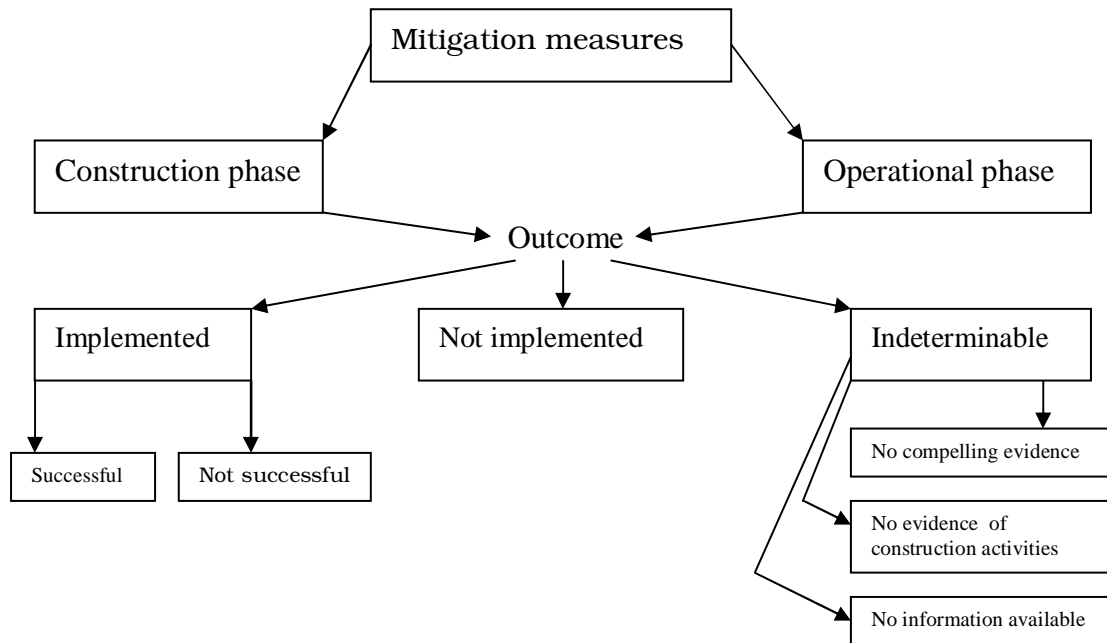 Mitigation measures
Construction phase
Operational phase
Outcome
Implemented
Not implemented
Indeterminable
Successful
Not successful
No compelling evidence
No evidence of
construction activities
No information available